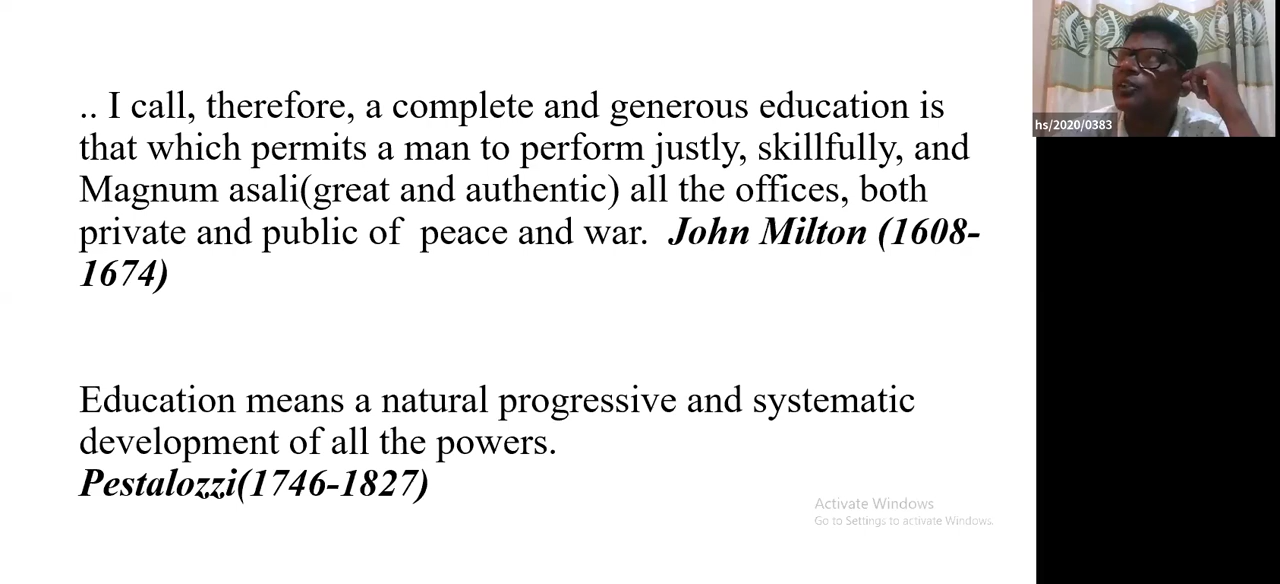 .. I call, therefore, a complete and generous education is
that which permits a man to perform justly, skillfully, and
Magnum asali(great and authentic) all the offices, both
private and public of  peace and war.  John Milton (1608-
1674)
Education means a natural progressive and systematic
development of all the powers.
Pestalozzi(1746-1827)
hs/2020/0383
Activate Windows
Go to Settings to activate Windows.